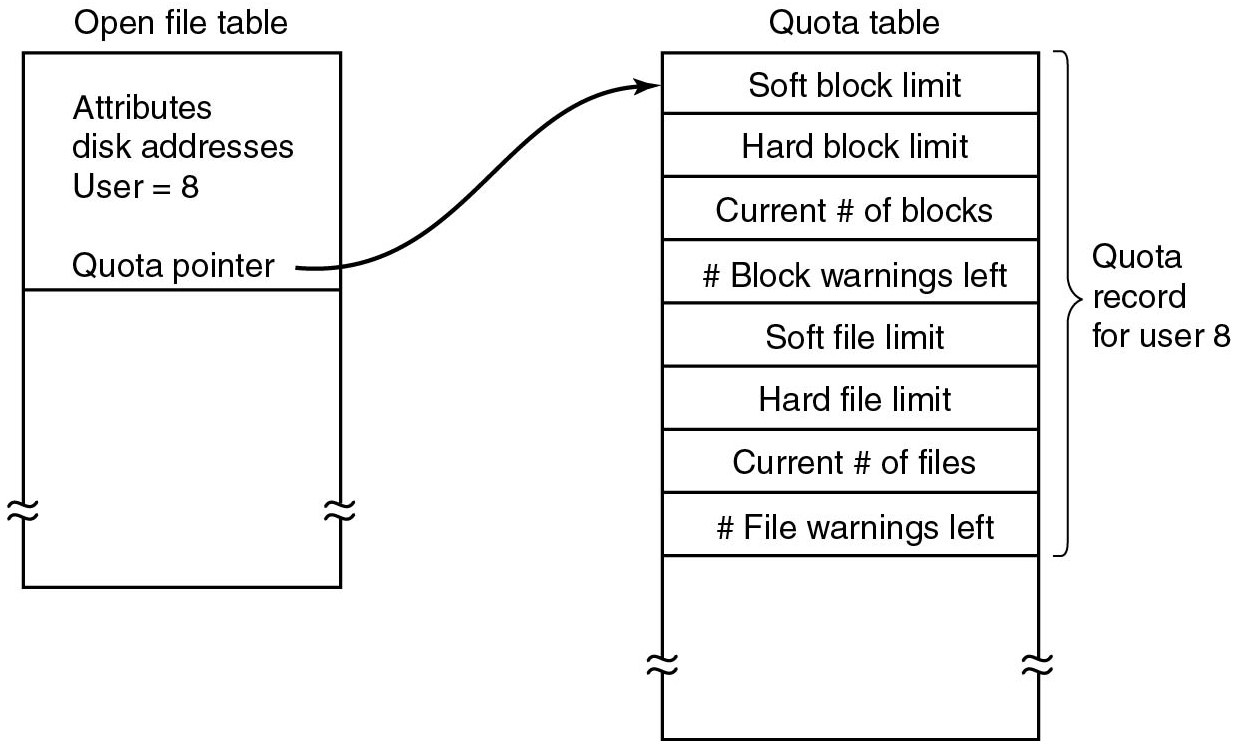 Open file table
Attributes
disk addresses
User = 8
Quota pointer
Quota table
Soft block limit
Hard block limit
Current # of blocks
# Block warnings left
Soft file limit
Hard file limit
Current # of files
# File warnings left
Quota
record
for user 8